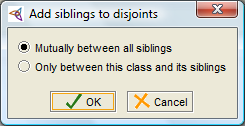 Add siblings to disjoints
Mutually between all siblings
Only between this class and its siblings
OK Cancel